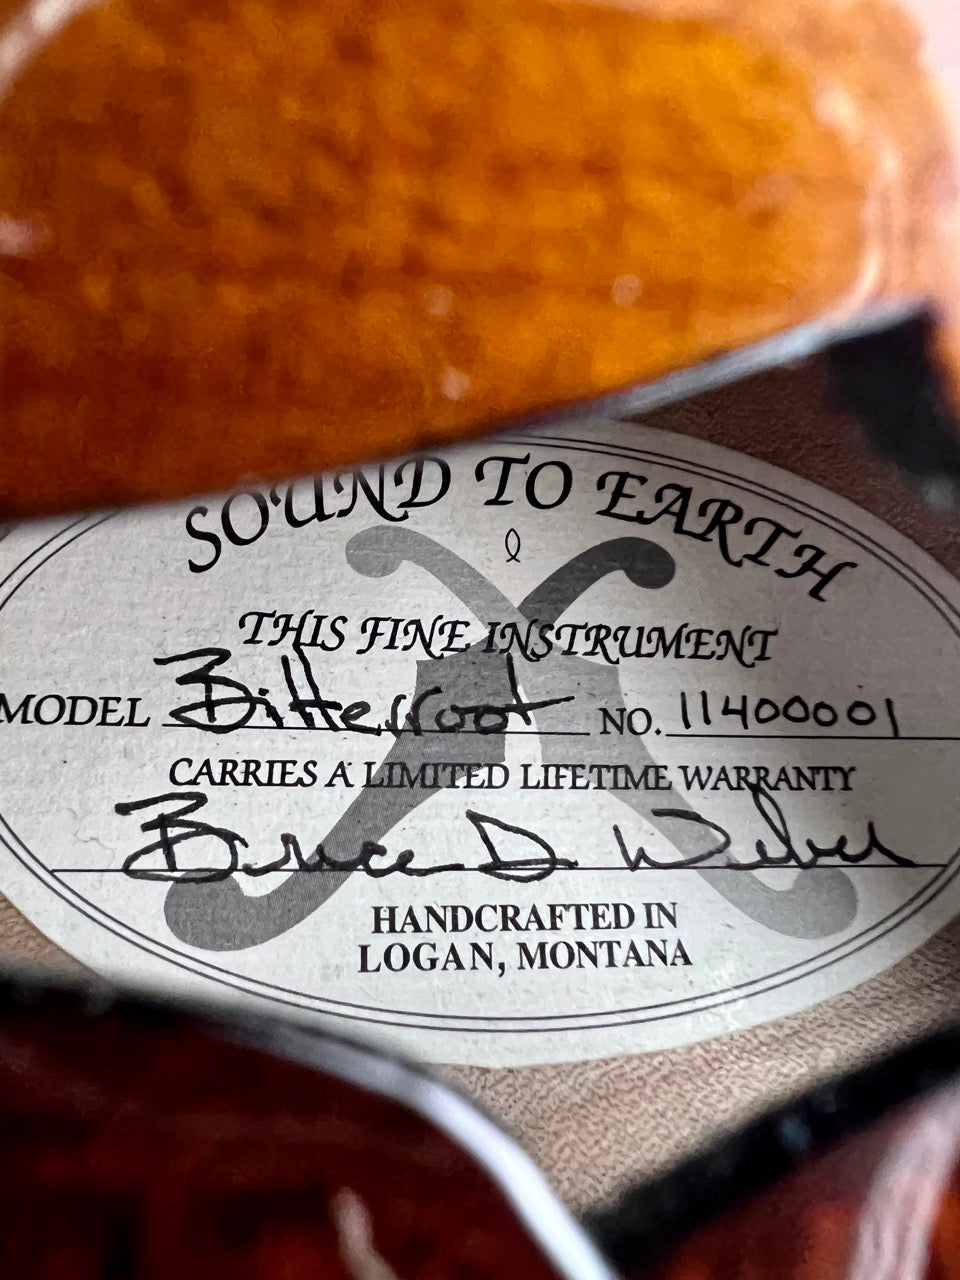 SOUND TO EARTH
THIS FINE INSTRUMENT
MODEL Bitterroot NO. 11400001
CARRIES A LIMITED LIFETIME WARRANTY
Bruce D Weber
HANDCRAFTED IN
LOGAN, MONTANA